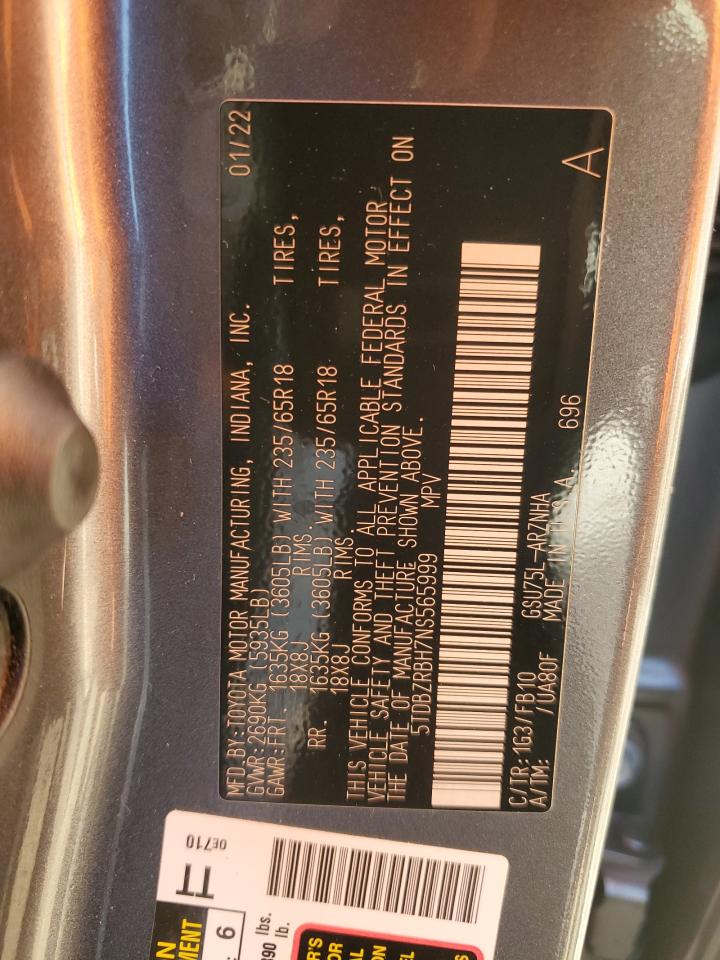 MFD BY:TOYOTA MOTOR MANUFACTURING, INDIANA, INC. 01/22
GVWR:2690KG (5935LB)
GAWR:FRT. 1635KG (3605LB) WITH 235/65R18 TIRES,
18X8J RIMS.
RR. 1635KG (3605LB) WITH 235/65R18 TIRES,
18X8J RIMS
THIS VEHICLE CONFORMS TO ALL APPLICABLE FEDERAL MOTOR
VEHICLE SAFETY AND THEFT PREVENTION STANDARDS IN EFFECT ON
THE DATE OF MANUFACTURE SHOWN ABOVE.
5TDBZRBH7NS565999 MPV
C/TR:1G3/FB10 GSU75L-ARZNHA 696 A
A/TM: /UA80F MADE IN U.S.A.
TT 0E710
6
lbs.
lb.